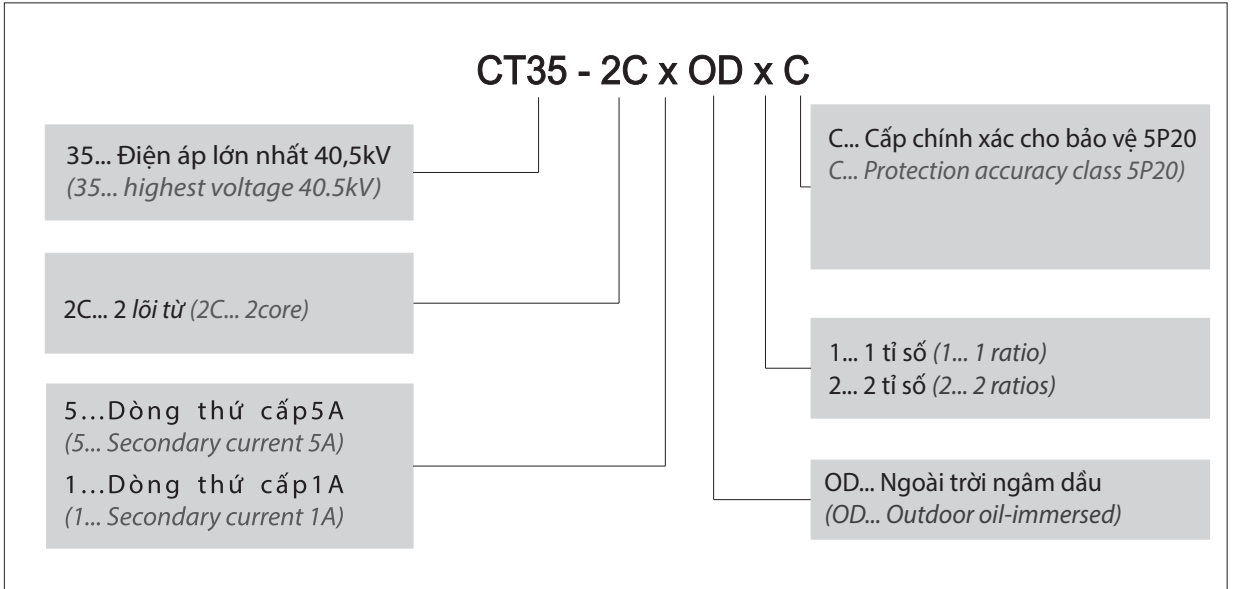 CT35 - 2C x OD x C
35... Điện áp lớn nhất 40,5kV
(35... highest voltage 40.5kV)
2C... 2 lõi từ (2C... 2core)
5...Dòng thứ cấp5A
(5... Secondary current 5A)
1...Dòng thứ cấp1A
(1... Secondary current 1A)
C... Cấp chính xác cho bảo vệ 5P20
C... Protection accuracy class 5P20)
1... 1 tỉ số (1... 1 ratio)
2... 2 tỉ số (2... 2 ratios)
OD... Ngoài trời ngâm dầu
(OD... Outdoor oil-immersed)